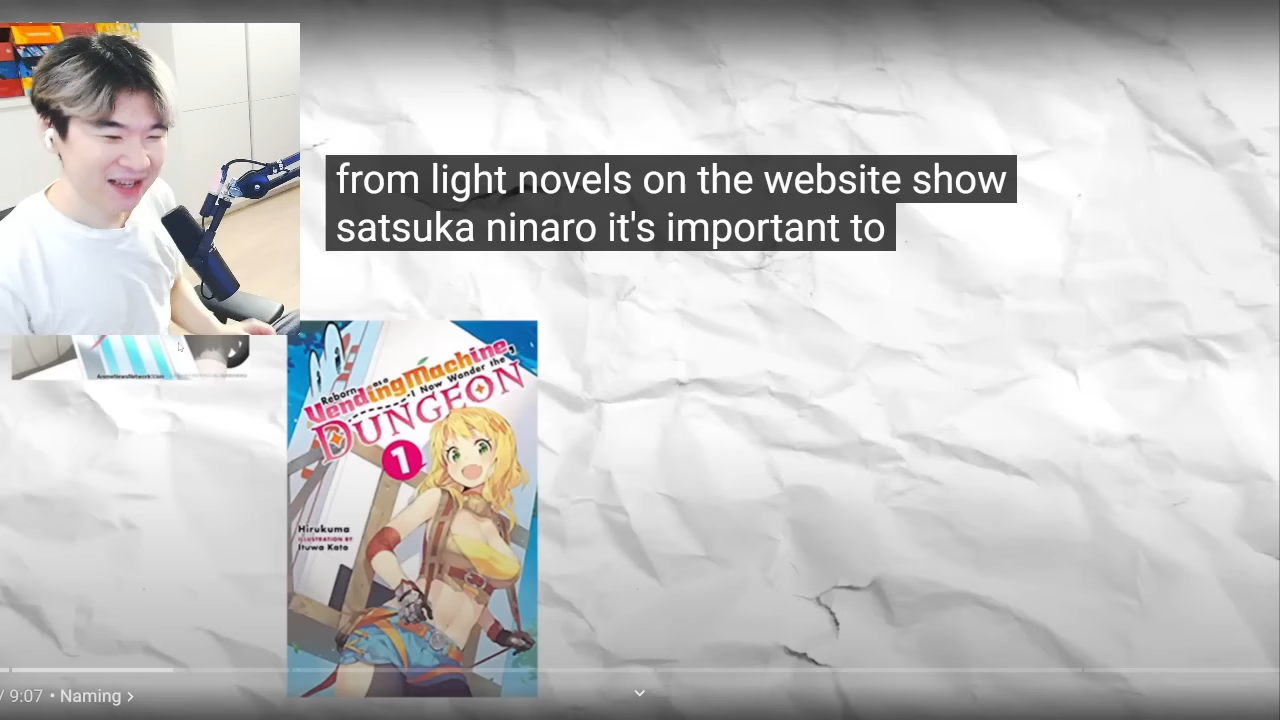 from light novels on the website show
satsuka ninaro it's important to
Reborn as a
Vending Machine,
I Now Wander the
DUNGEON
1
Hirukuma
ILLUSTRATION BY
Ituwa Kato
/ 9:07 • Naming >